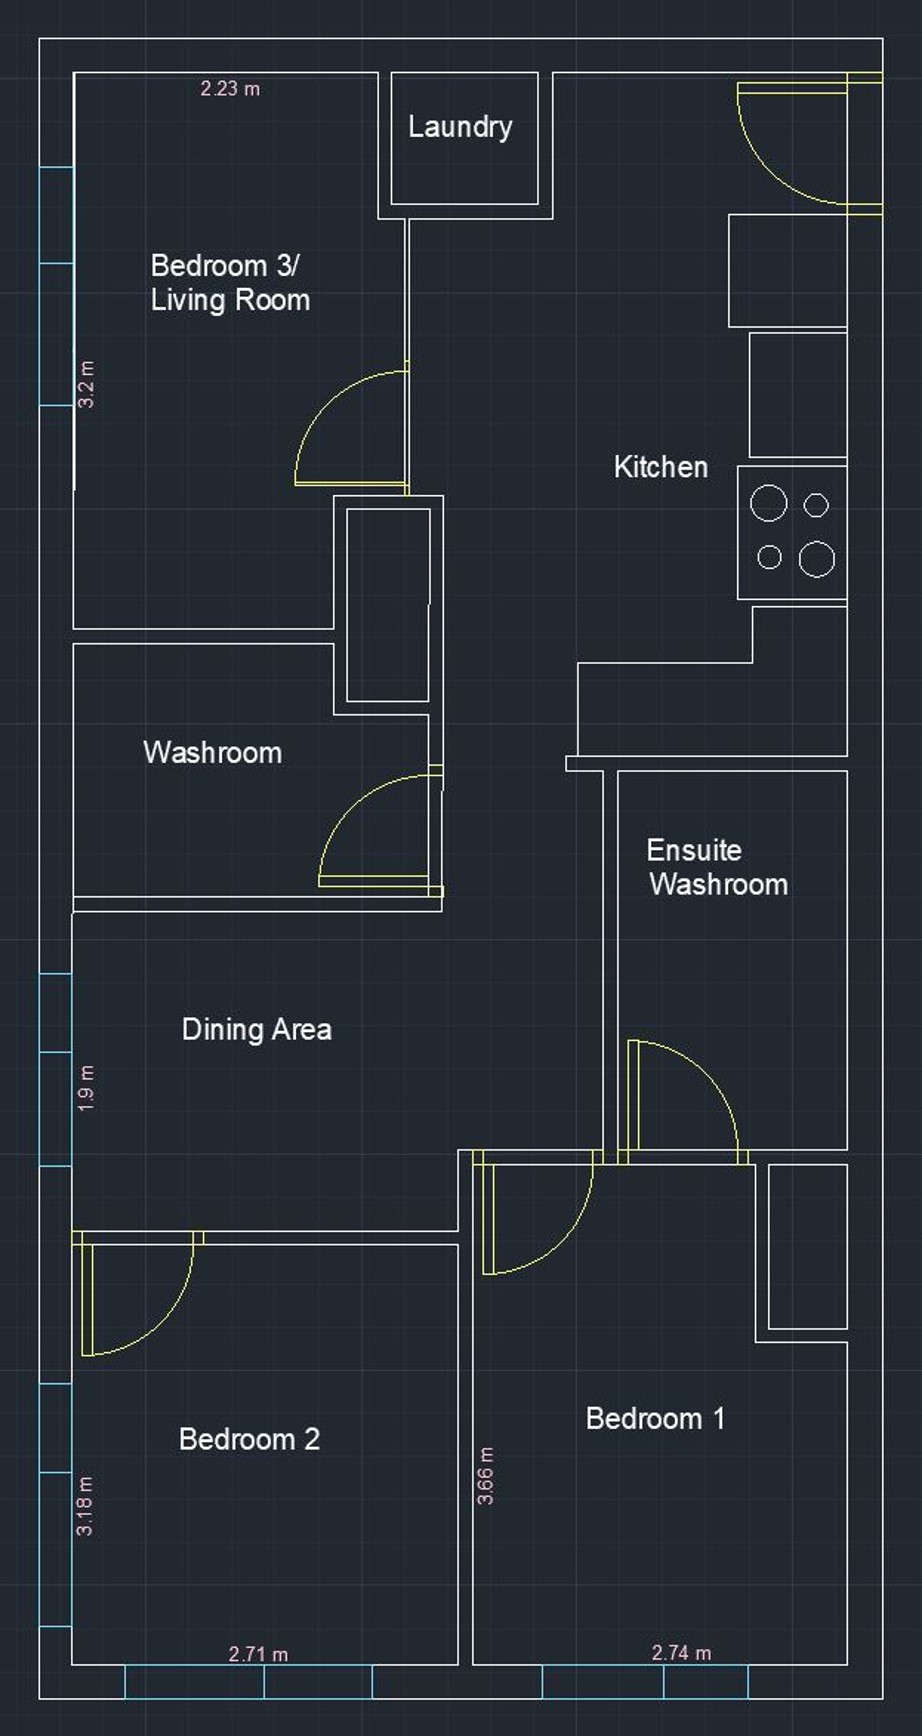 2.23 m
Laundry
Bedroom 3/
Living Room
3.2 m
Kitchen
Washroom
Ensuite
Washroom
Dining Area
1.9 m
Bedroom 1
Bedroom 2
3.66 m
3.18 m
2.71 m
2.74 m